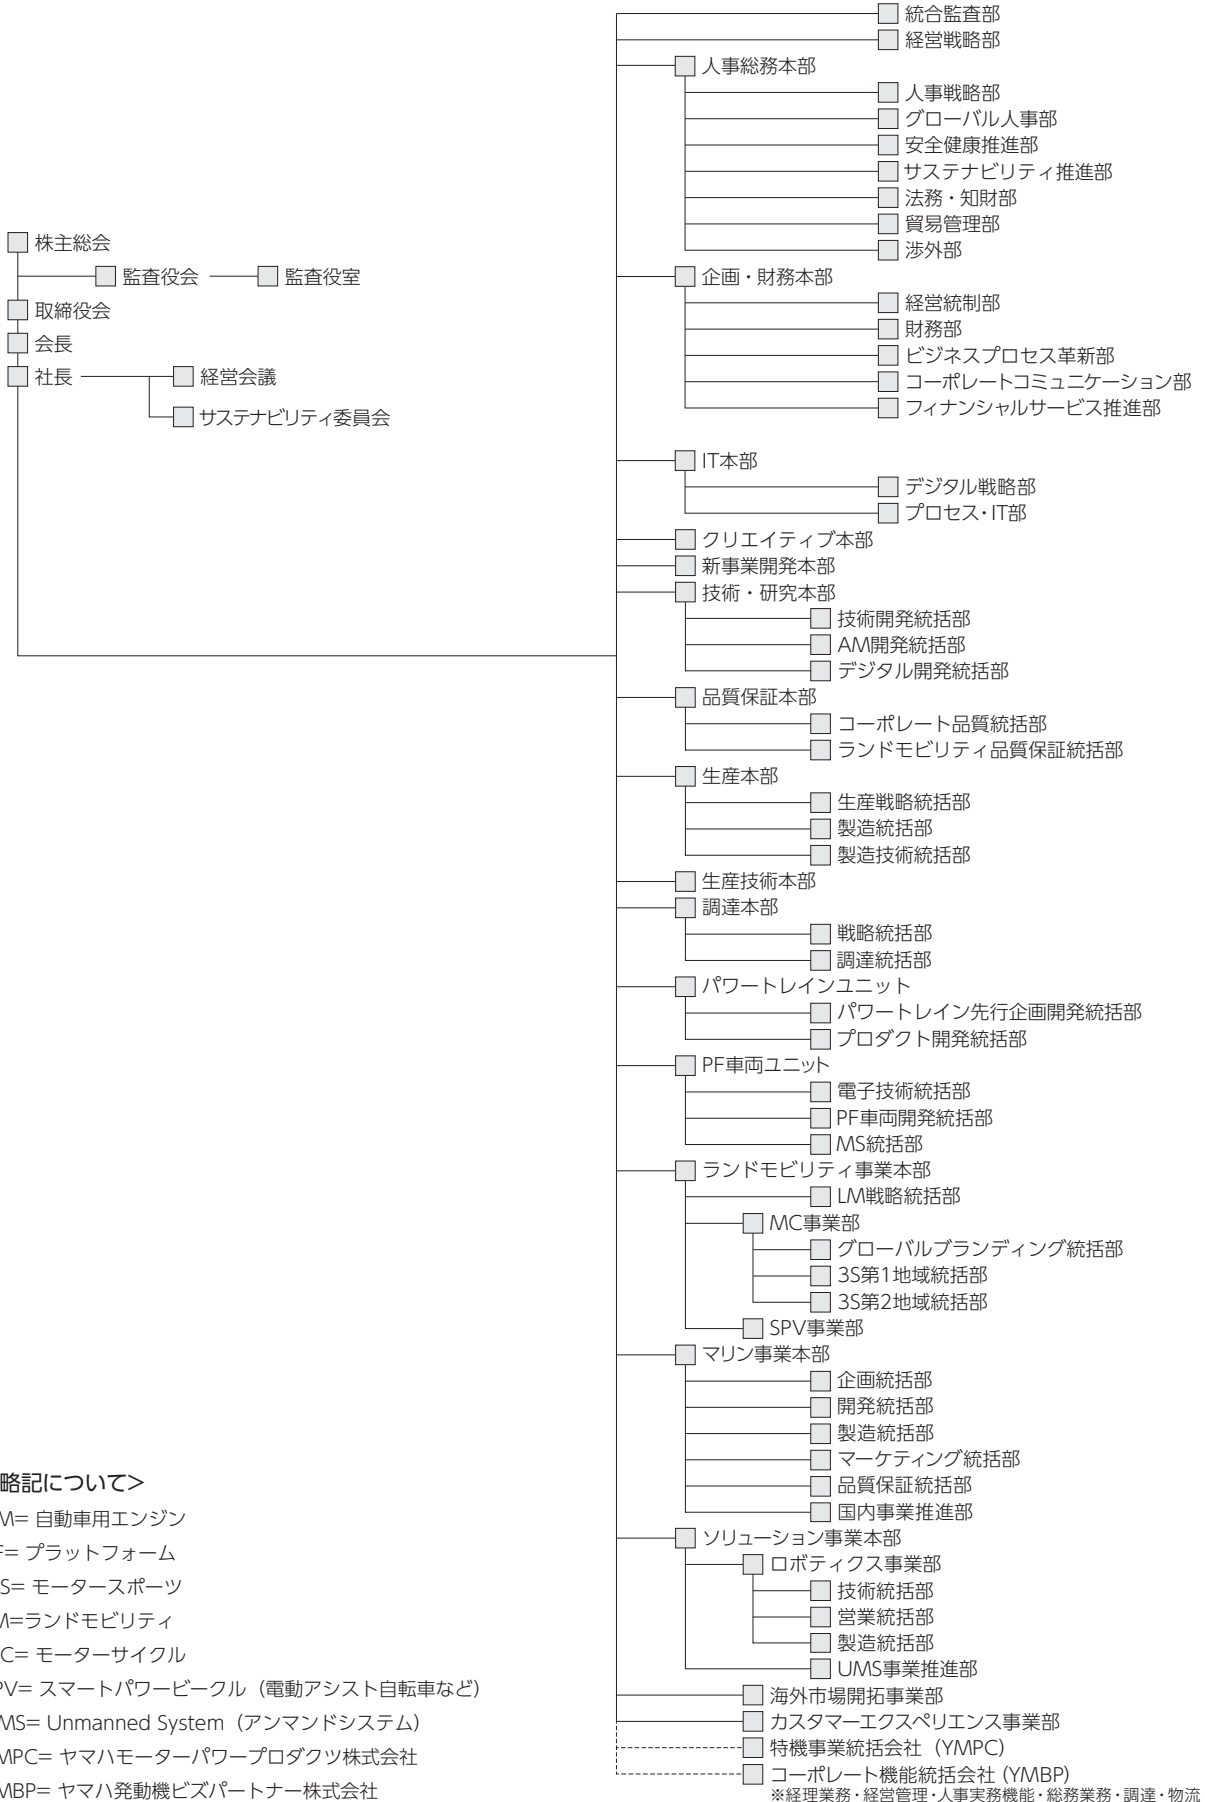 株主総会
監査役会
監査役室
取締役会
会長
社長
経営会議
サステナビリティ委員会
統合監査部
経営戦略部
人事総務本部
人事戦略部
グローバル人事部
安全健康推進部
サステナビリティ推進部
法務・知財部
貿易管理部
渉外部
企画・財務本部
経営統制部
財務部
ビジネスプロセス革新部
コーポレートコミュニケーション部
フィナンシャルサービス推進部
IT本部
デジタル戦略部
プロセス・IT部
クリエイティブ本部
新事業開発本部
技術・研究本部
技術開発統括部
AM開発統括部
デジタル開発統括部
品質保証本部
コーポレート品質統括部
ランドモビリティ品質保証統括部
生産本部
生産戦略統括部
製造統括部
製造技術統括部
生産技術本部
調達本部
戦略統括部
調達統括部
パワートレインユニット
パワートレイン先行企画開発統括部
プロダクト開発統括部
PF車両ユニット
電子技術統括部
PF車両開発統括部
MS統括部
ランドモビリティ事業本部
LM戦略統括部
MC事業部
グローバルブランディング統括部
3S第1地域統括部
3S第2地域統括部
SPV事業部
マリン事業本部
企画統括部
開発統括部
製造統括部
マーケティング統括部
品質保証統括部
国内事業推進部
ソリューション事業本部
ロボティクス事業部
技術統括部
営業統括部
製造統括部
UMS事業推進部
海外市場開拓事業部
カスタマーエクスペリエンス事業部
特機事業統括会社（YMPC）
コーポレート機能統括会社 (YMBP)
※経理業務・経営管理・人事実務機能・総務業務・調達・物流
略記について>
M= 自動車用エンジン
= プラットフォーム
S= モータースポーツ
M=ランドモビリティ
C= モーターサイクル
PV= スマートパワービークル（電動アシスト自転車など）
MS= Unmanned System（アンマンドシステム）
MPC= ヤマハモーターパワープロダクツ株式会社
MBP= ヤマハ発動機ビズパートナー株式会社